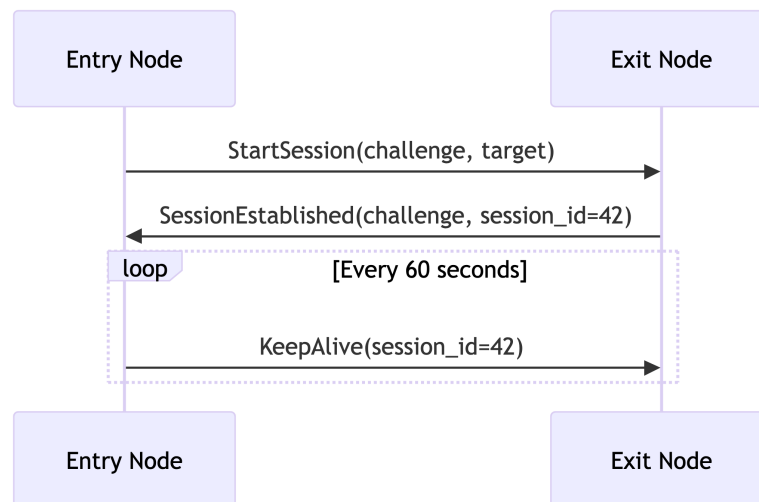 Entry Node
Exit Node
StartSession(challenge, target)
SessionEstablished(challenge, session_id=42)
loop
[Every 60 seconds]
KeepAlive(session_id=42)
Entry Node
Exit Node